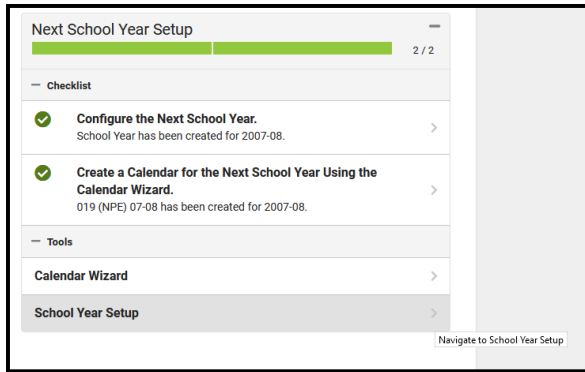 Next School Year Setup
2 / 2
Checklist
Configure the Next School Year.
School Year has been created for 2007-08.
Create a Calendar for the Next School Year Using the
Calendar Wizard.
019 (NPE) 07-08 has been created for 2007-08.
Tools
Calendar Wizard
School Year Setup
Navigate to School Year Setup